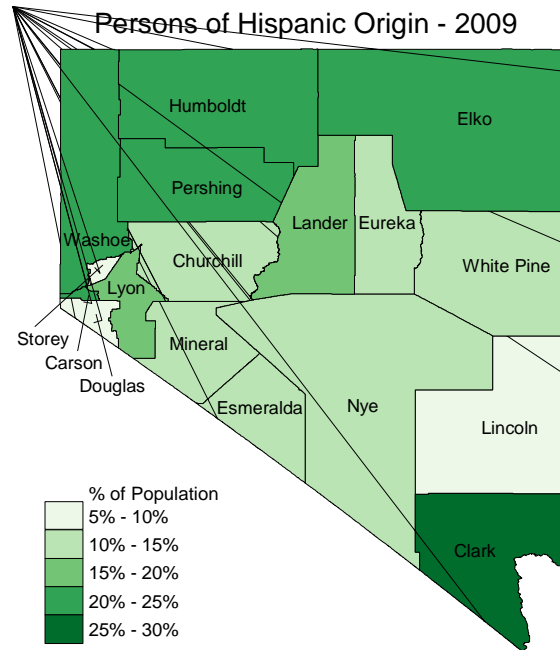 Persons of Hispanic Origin - 2009
Humboldt
Elko
Pershing
Lander
Eureka
Washoe
Churchill
White Pine
Lyon
Storey
Carson
Douglas
Mineral
Esmeralda
Nye
Lincoln
Clark
% of Population
5% - 10%
10% - 15%
15% - 20%
20% - 25%
25% - 30%